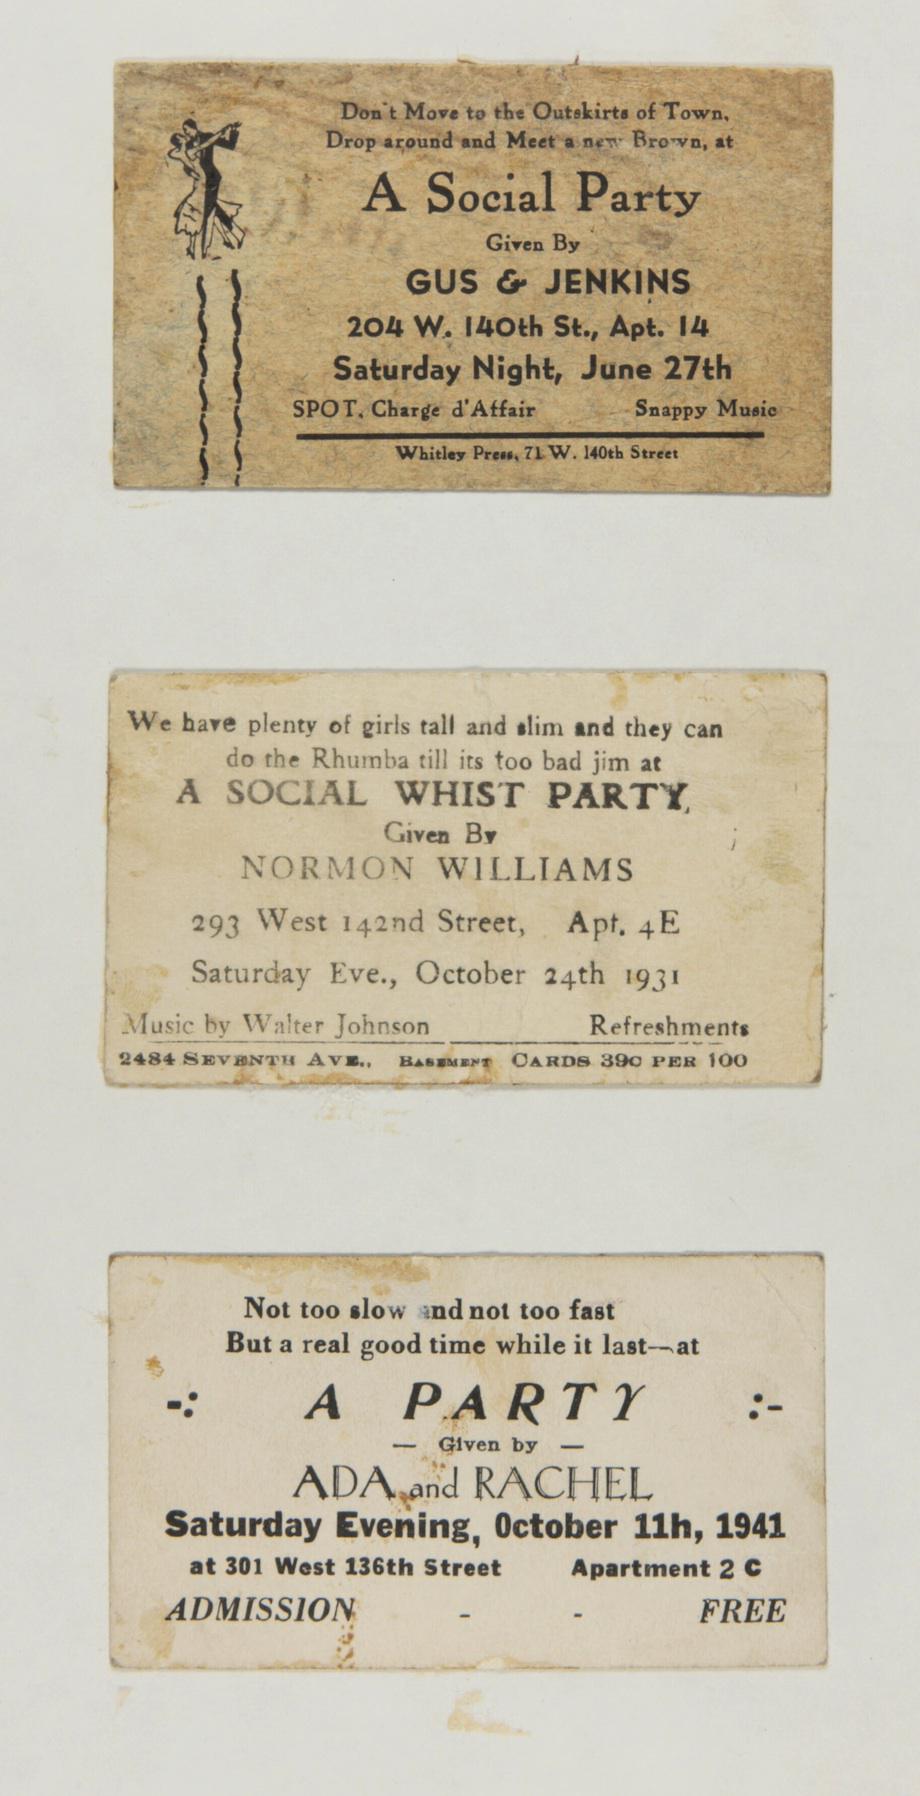 Don't Move to the Outskirts of Town,
Drop around and Meet a new Brown, at
A Social Party
Given By
GUS & JENKINS
204 W. 140th St., Apt. 14
Saturday Night, June 27th
SPOT, Charge d'Affair Snappy Music
Whitley Press, 71 W. 140th Street
We have plenty of girls tall and slim and they can
do the Rhumba till its too bad jim at
A SOCIAL WHIST PARTY,
Given By
NORMON WILLIAMS
293 West 142nd Street, Apt. 4E
Saturday Eve., October 24th 1931
Music by Walter Johnson Refreshments
2484 SEVENTH AVE., BASEMENT CARDS 39C PER 100
Not too slow and not too fast
But a real good time while it last—at
-: A PARTY :-
— Given by —
ADA and RACHEL
Saturday Evening, October 11h, 1941
at 301 West 136th Street Apartment 2 C
ADMISSION - - FREE